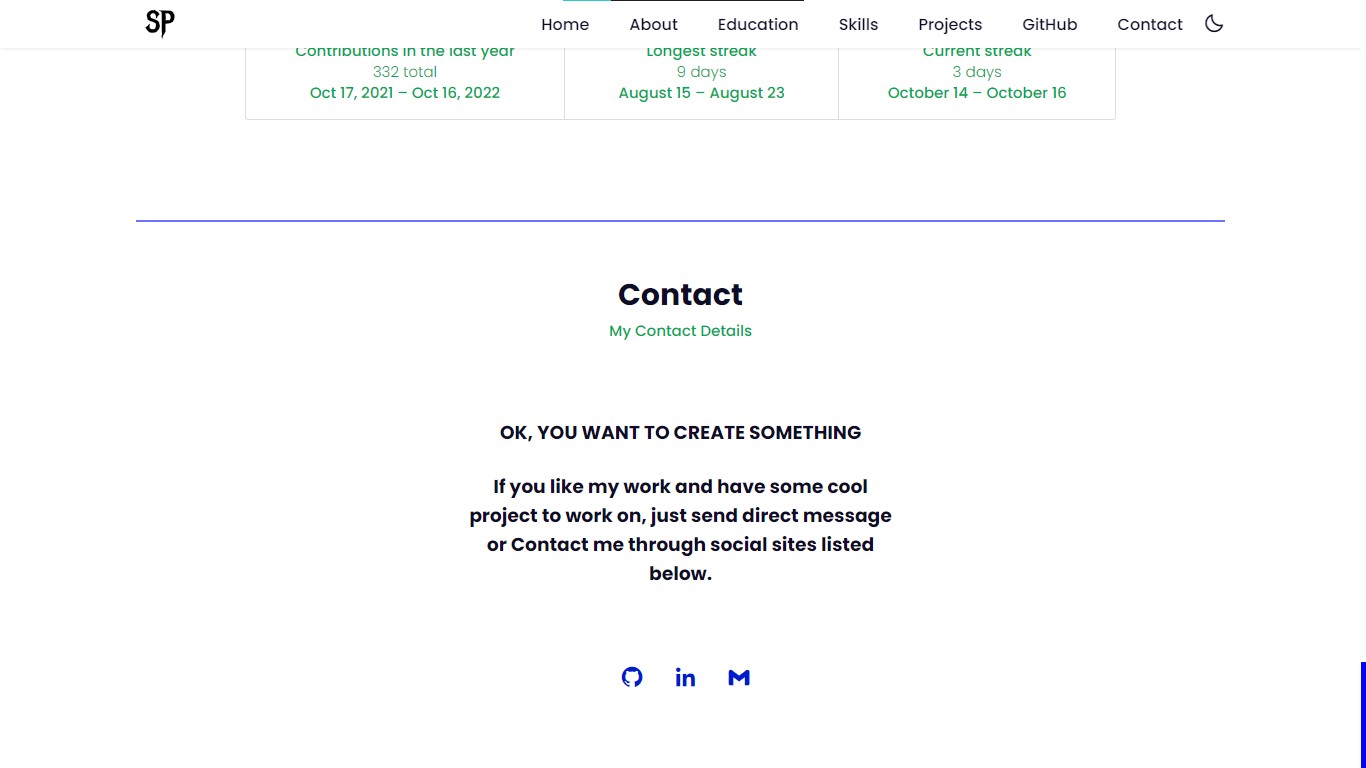 SP
Home About Education Skills Projects GitHub Contact
Contributions in the last year Longest streak Current streak
332 total 9 days 3 days
Oct 17, 2021 – Oct 16, 2022 August 15 – August 23 October 14 – October 16
Contact
My Contact Details
OK, YOU WANT TO CREATE SOMETHING
If you like my work and have some cool
project to work on, just send direct message
or Contact me through social sites listed
below.
in